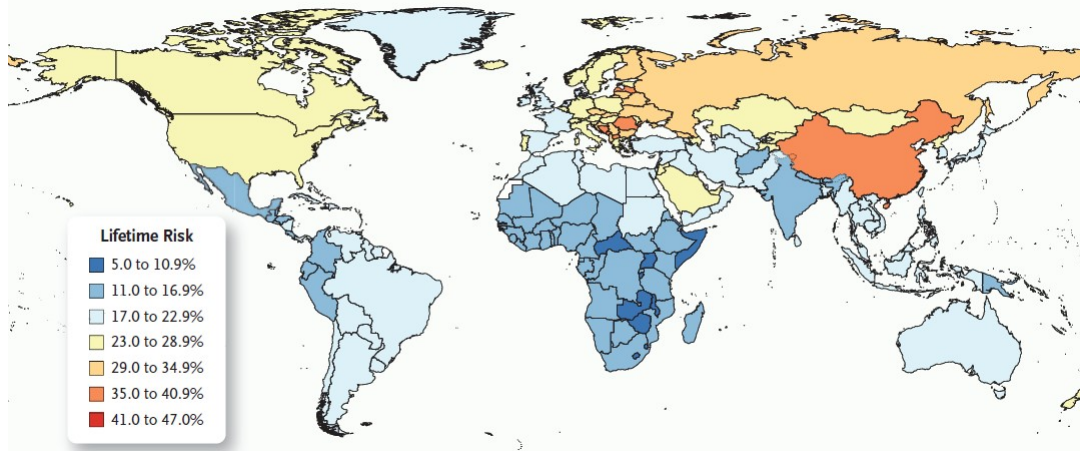 Lifetime Risk
5.0 to 10.9%
11.0 to 16.9%
17.0 to 22.9%
23.0 to 28.9%
29.0 to 34.9%
35.0 to 40.9%
41.0 to 47.0%